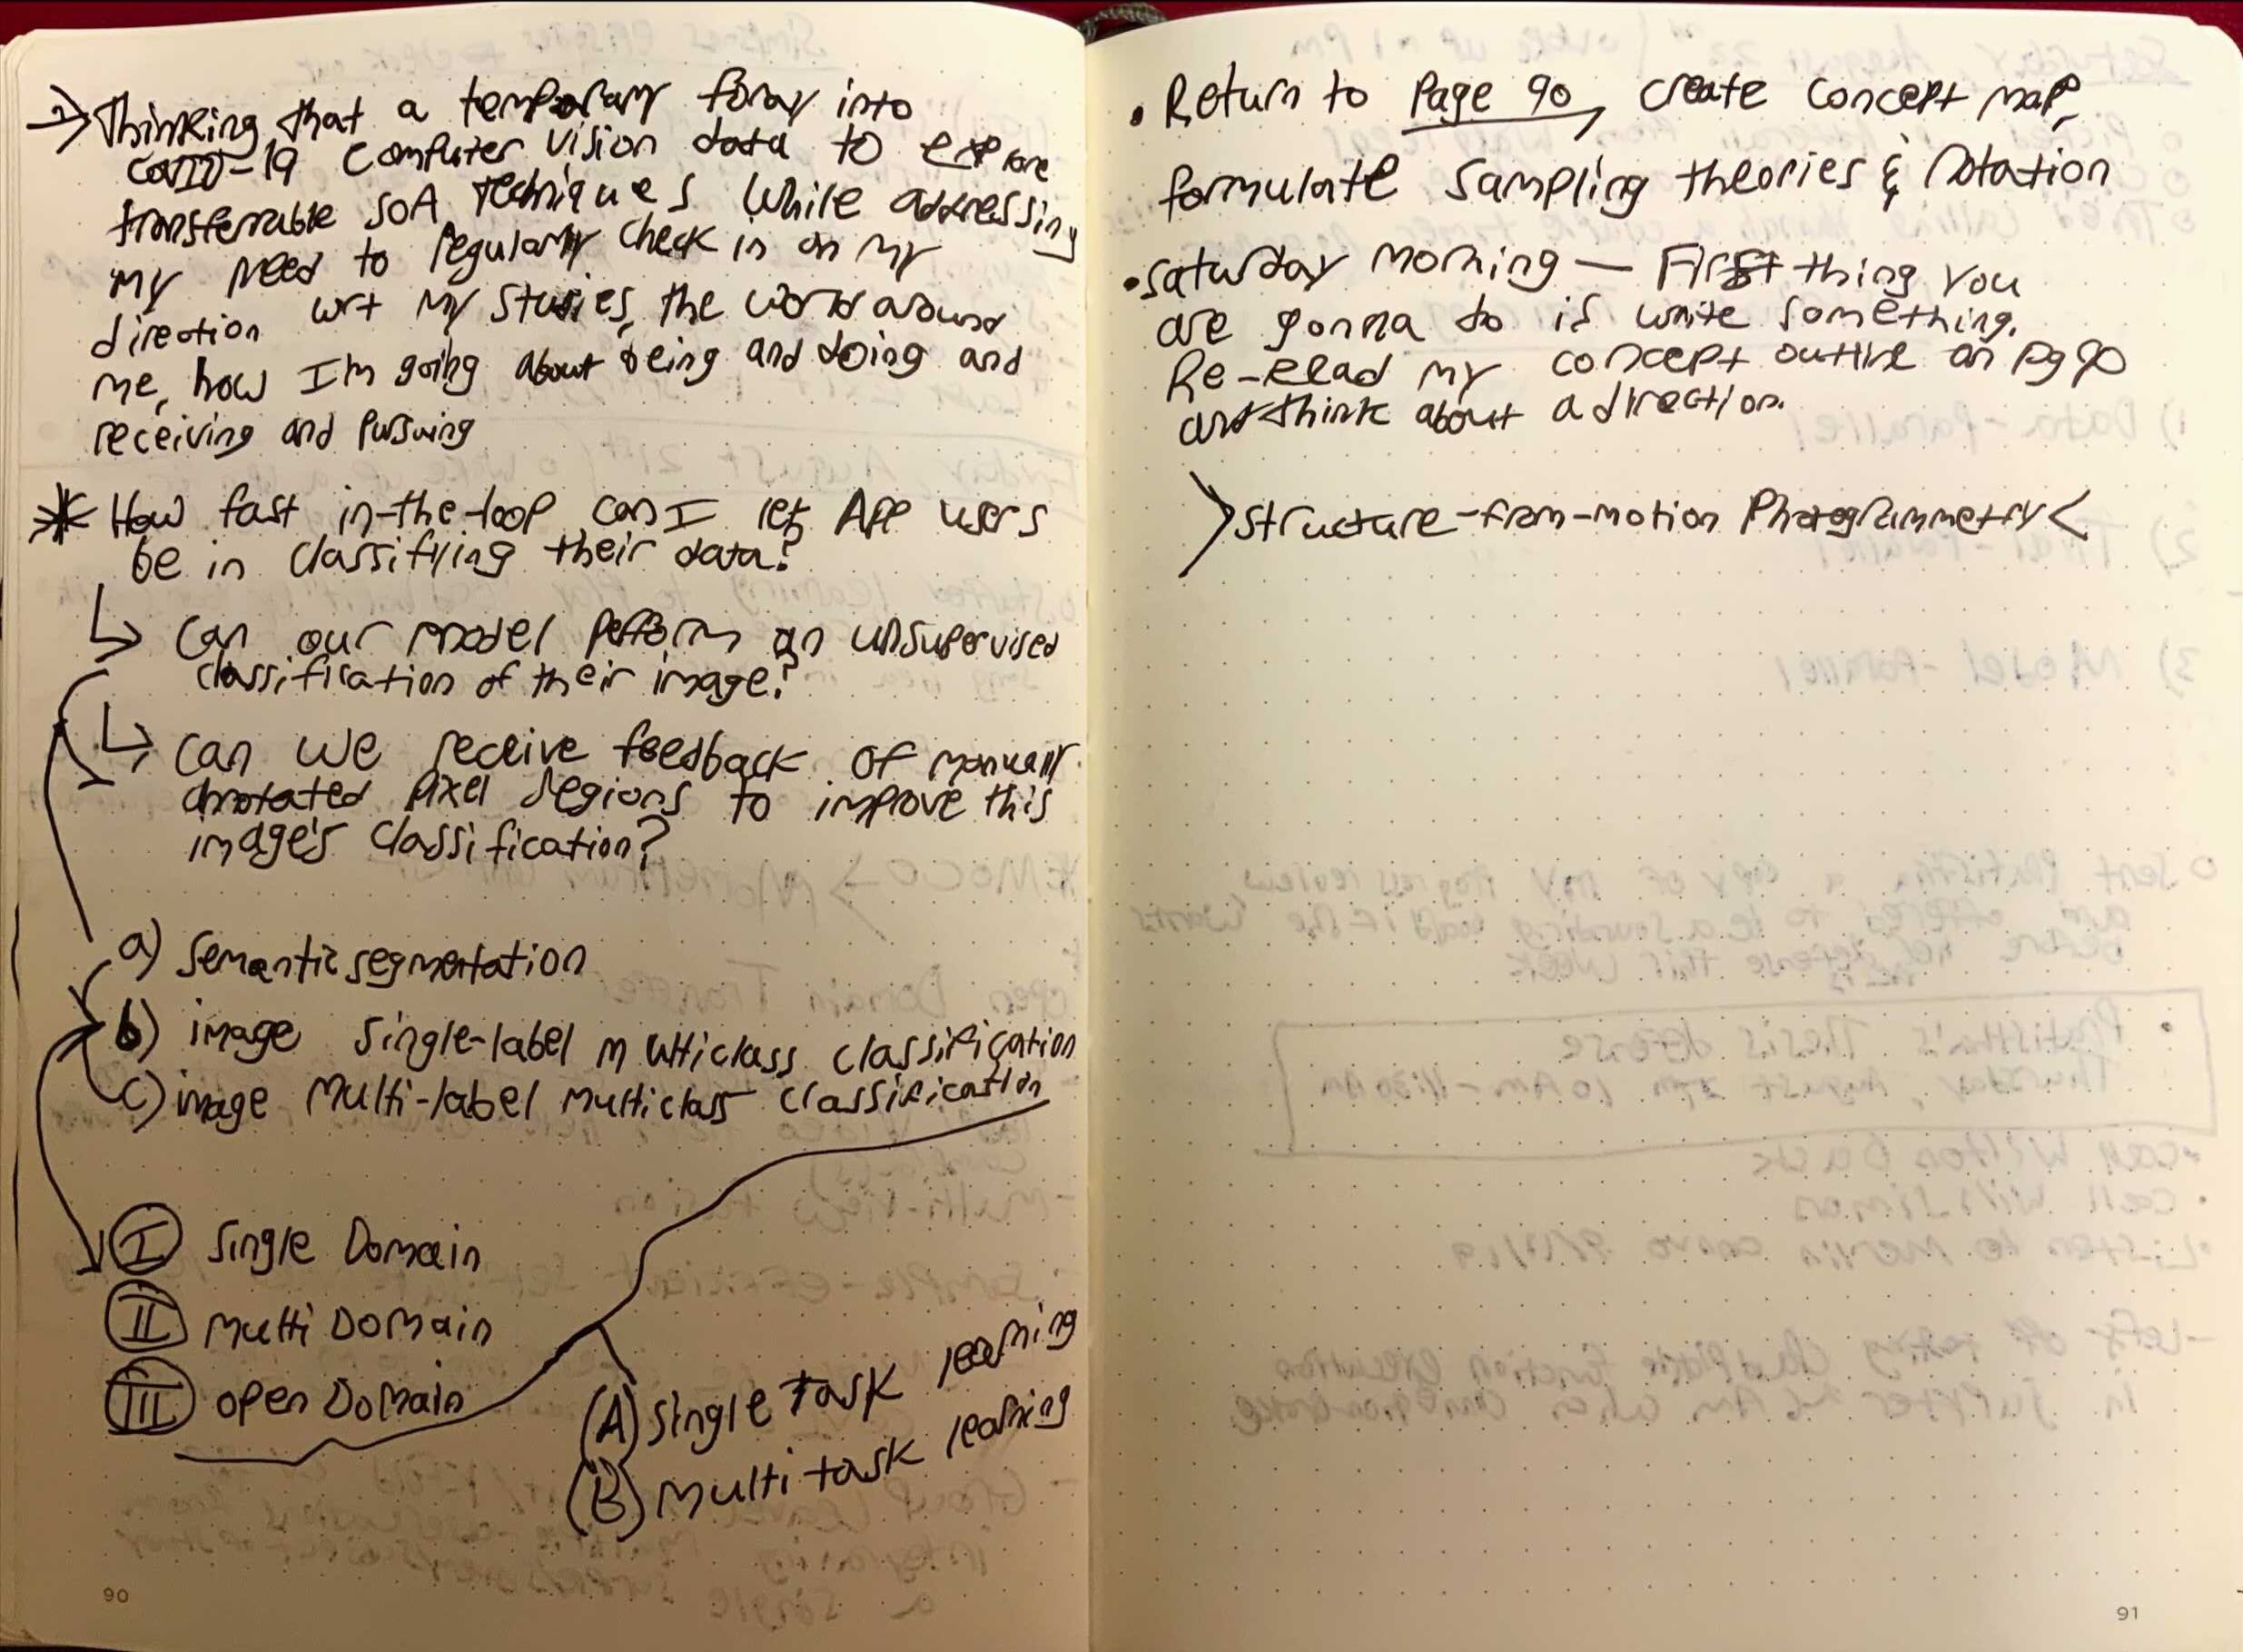 → Thinking that a temporary foray into
COVID-19 computer vision data to explore
transferrable SOA techniques while addressing
my need to regularly check in on my
direction wrt my studies, the world around
me, how I'm going about being and doing and
receiving and pursuing
* How fast in-the-loop can I let App users
be in classifying their data?
↳ Can our model perform an unsupervised
classification of their image?
↳ Can we receive feedback of manually
annotated pixel regions to improve this
image's classification?
a) semantic segmentation
b) image single-label multiclass classification
c) image multi-label multiclass classification
I Single Domain
II Multi Domain
III open Domain
(A) single task learning
(B) multi task learning
90
• Return to Page 90, create concept map,
formulate sampling theories & notation
• Saturday morning — First thing you
are gonna do is write something.
Re-read my concept outline on pg 90
and think about a direction.
>Structure-from-motion Photogrammetry<
91